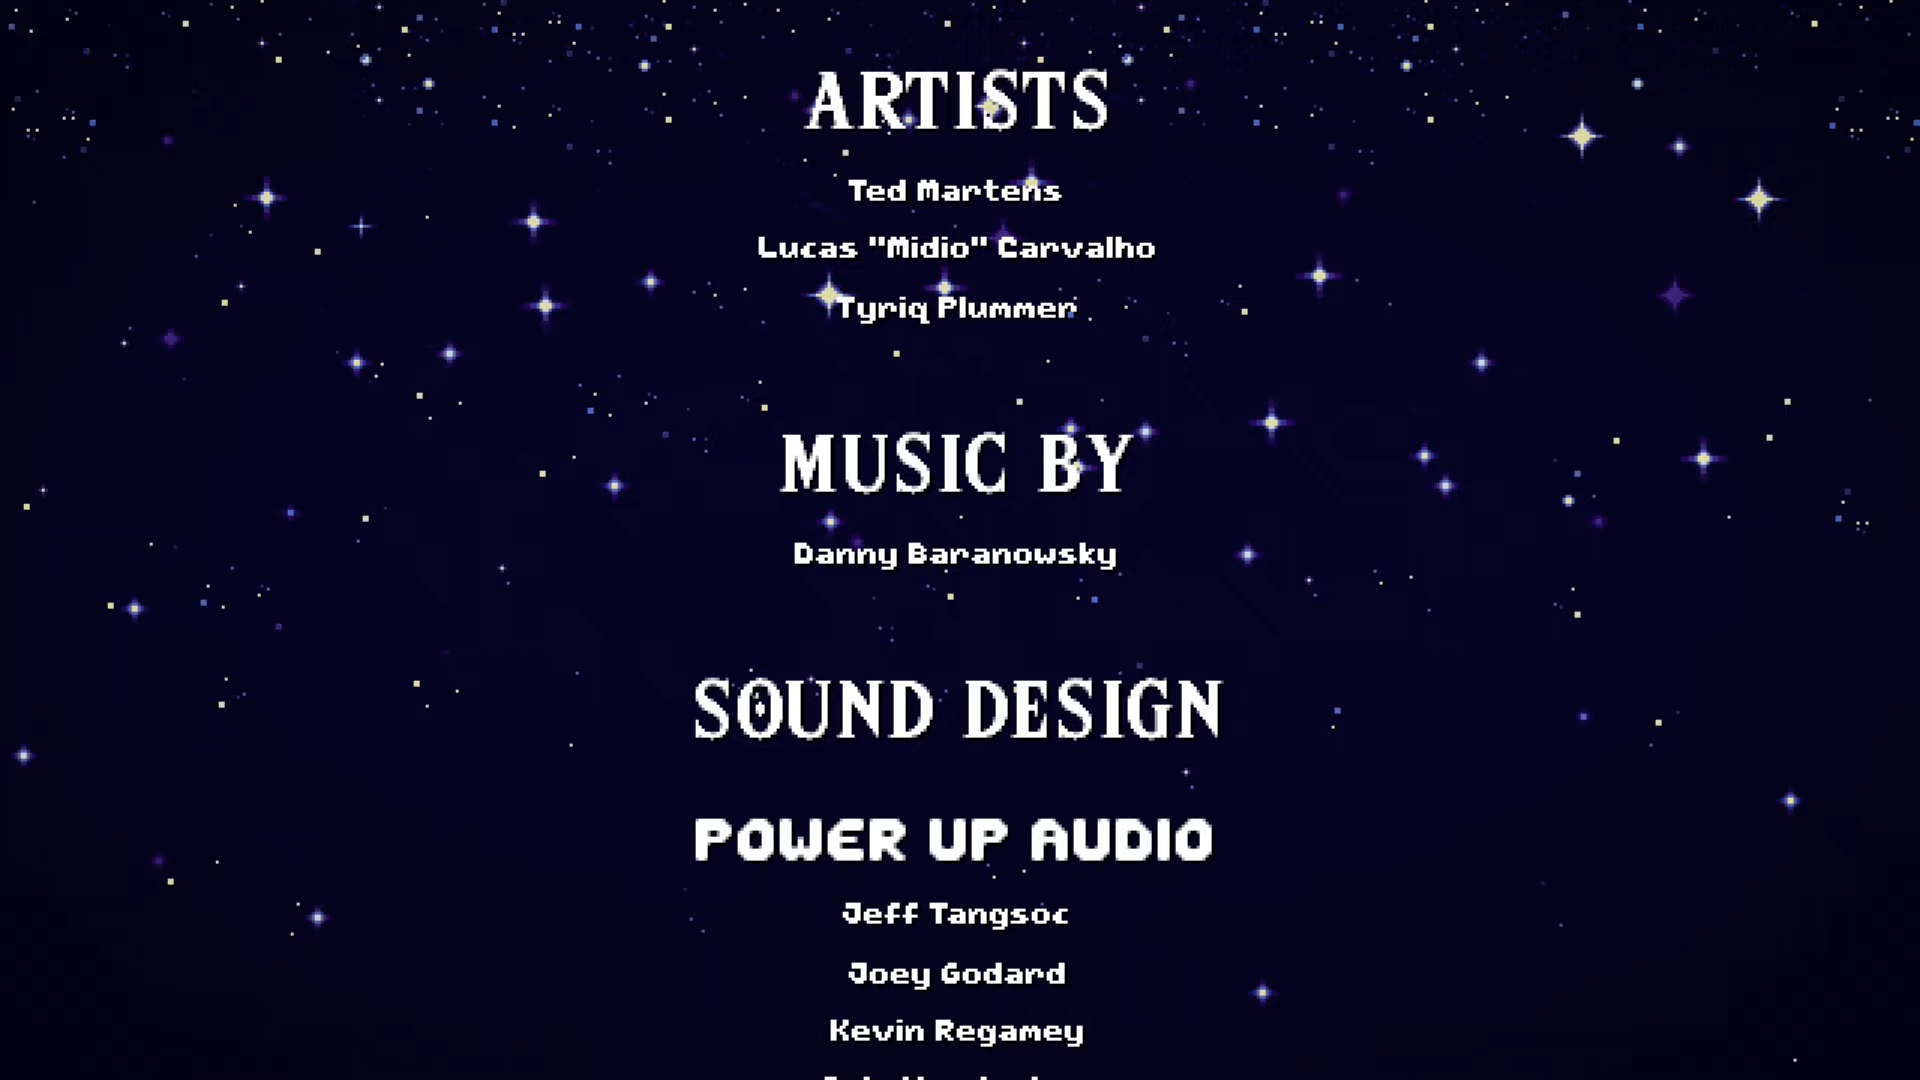 ARTISTS
Ted Martens
Lucas "Midio" Carvalho
Tyriq Plummer
MUSIC BY
Danny Baranowsky
SOUND DESIGN
POWER UP AUDIO
Jeff Tangsoc
Joey Godard
Kevin Regamey